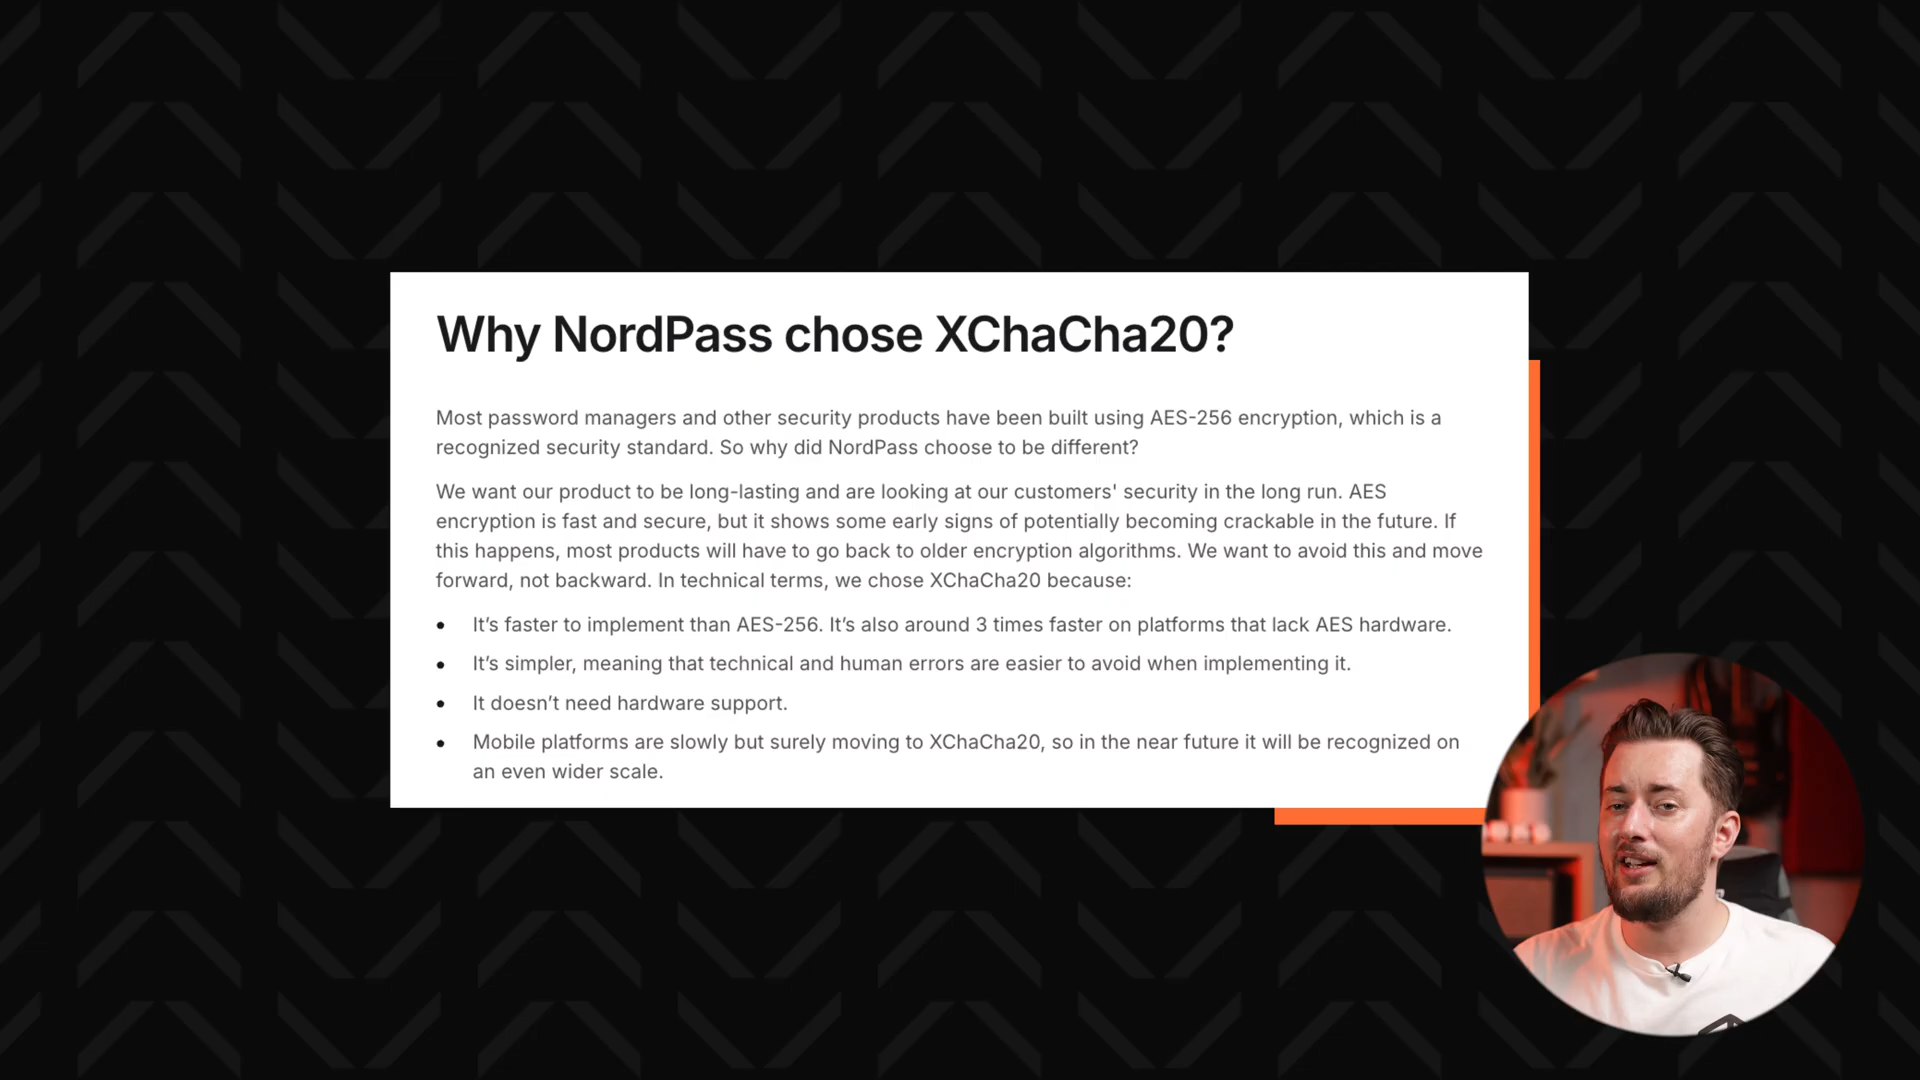 Why NordPass chose XChaCha20?
Most password managers and other security products have been built using AES-256 encryption, which is a
recognized security standard. So why did NordPass choose to be different?
We want our product to be long-lasting and are looking at our customers' security in the long run. AES
encryption is fast and secure, but it shows some early signs of potentially becoming crackable in the future. If
this happens, most products will have to go back to older encryption algorithms. We want to avoid this and move
forward, not backward. In technical terms, we chose XChaCha20 because:
• It’s faster to implement than AES-256. It’s also around 3 times faster on platforms that lack AES hardware.
• It’s simpler, meaning that technical and human errors are easier to avoid when implementing it.
• It doesn’t need hardware support.
• Mobile platforms are slowly but surely moving to XChaCha20, so in the near future it will be recognized on
an even wider scale.